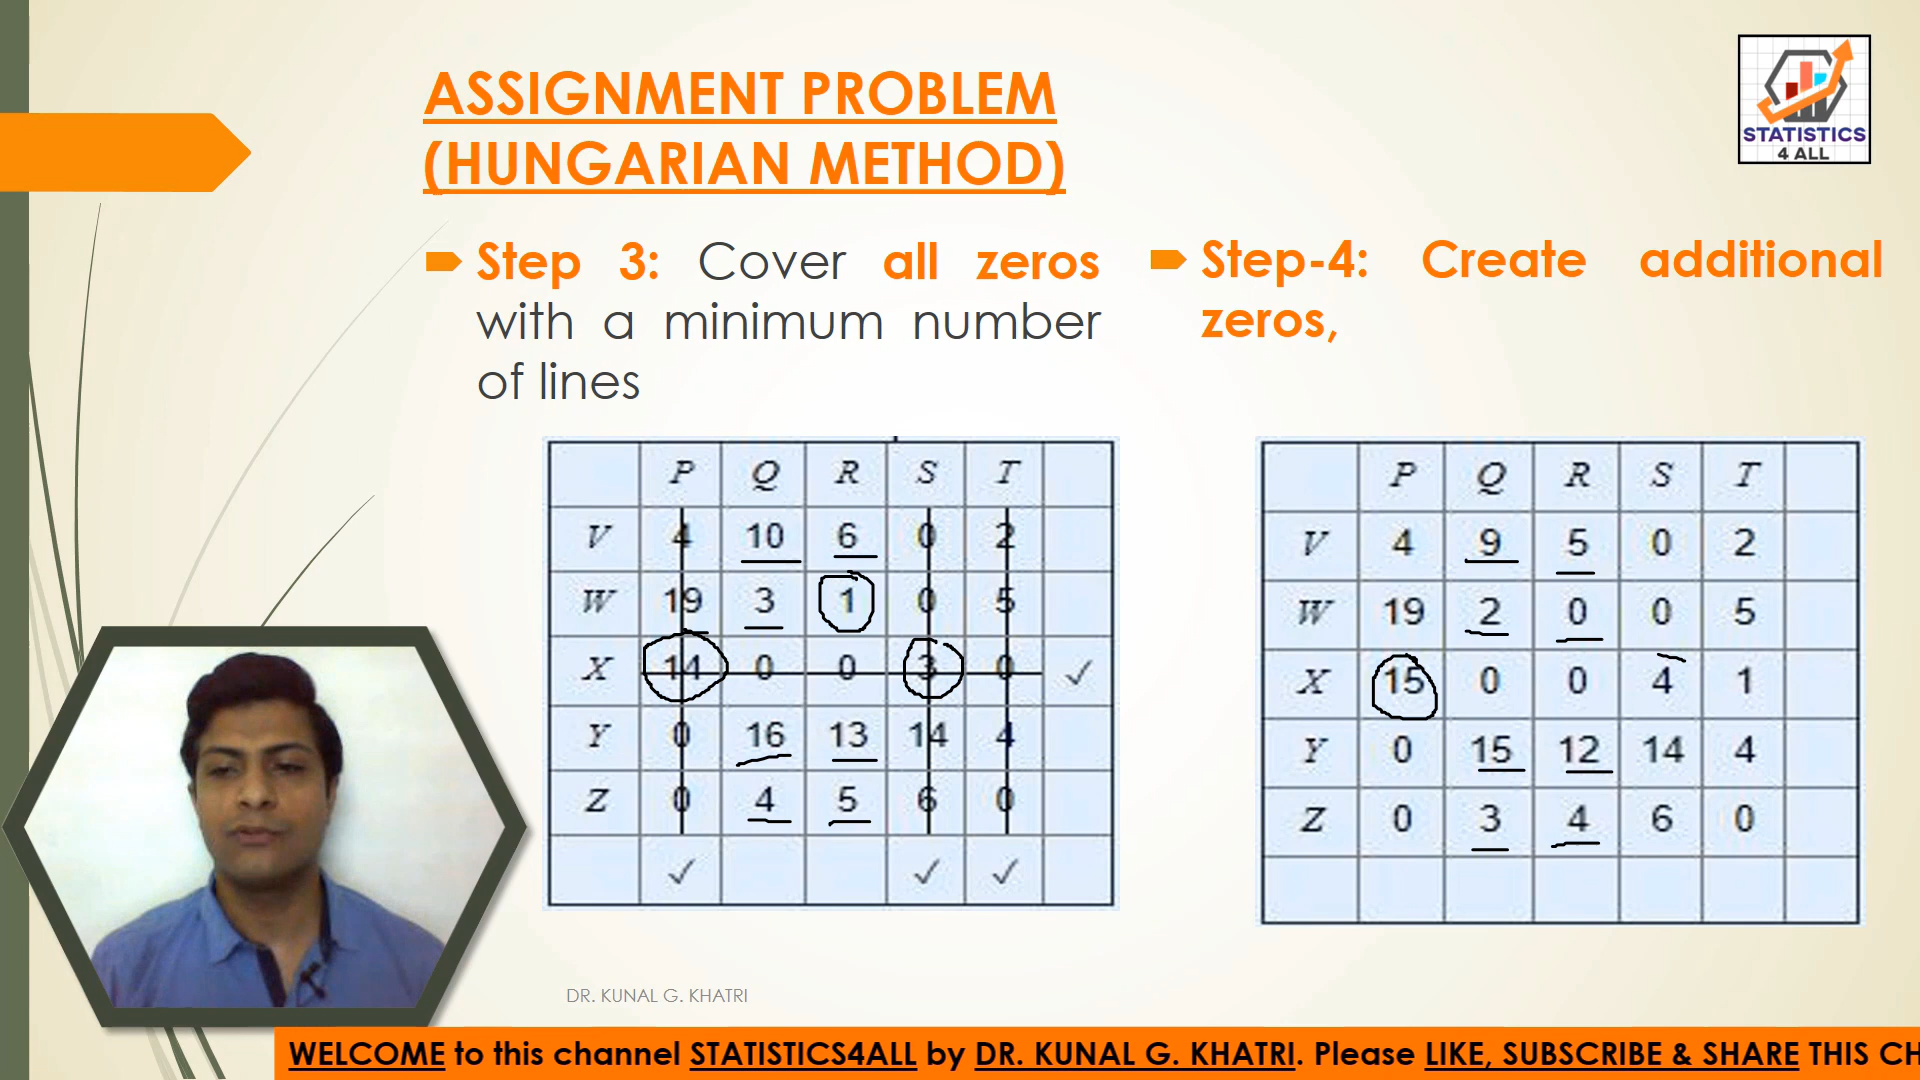 ASSIGNMENT PROBLEM
(HUNGARIAN METHOD)
STATISTICS
4 ALL
Step 3: Cover all zeros
with a minimum number
of lines
Step-4: Create additional
zeros,
P Q R S T
V 4 10 6 0 2
W 19 3 1 0 5
X 14 0 0 3 0 ✓
Y 0 16 13 14 4
Z 0 4 5 6 0
✓ ✓ ✓
P Q R S T
V 4 9 5 0 2
W 19 2 0 0 5
X 15 0 0 4 1
Y 0 15 12 14 4
Z 0 3 4 6 0
DR. KUNAL G. KHATRI
WELCOME to this channel STATISTICS4ALL by DR. KUNAL G. KHATRI. Please LIKE, SUBSCRIBE & SHARE THIS CH